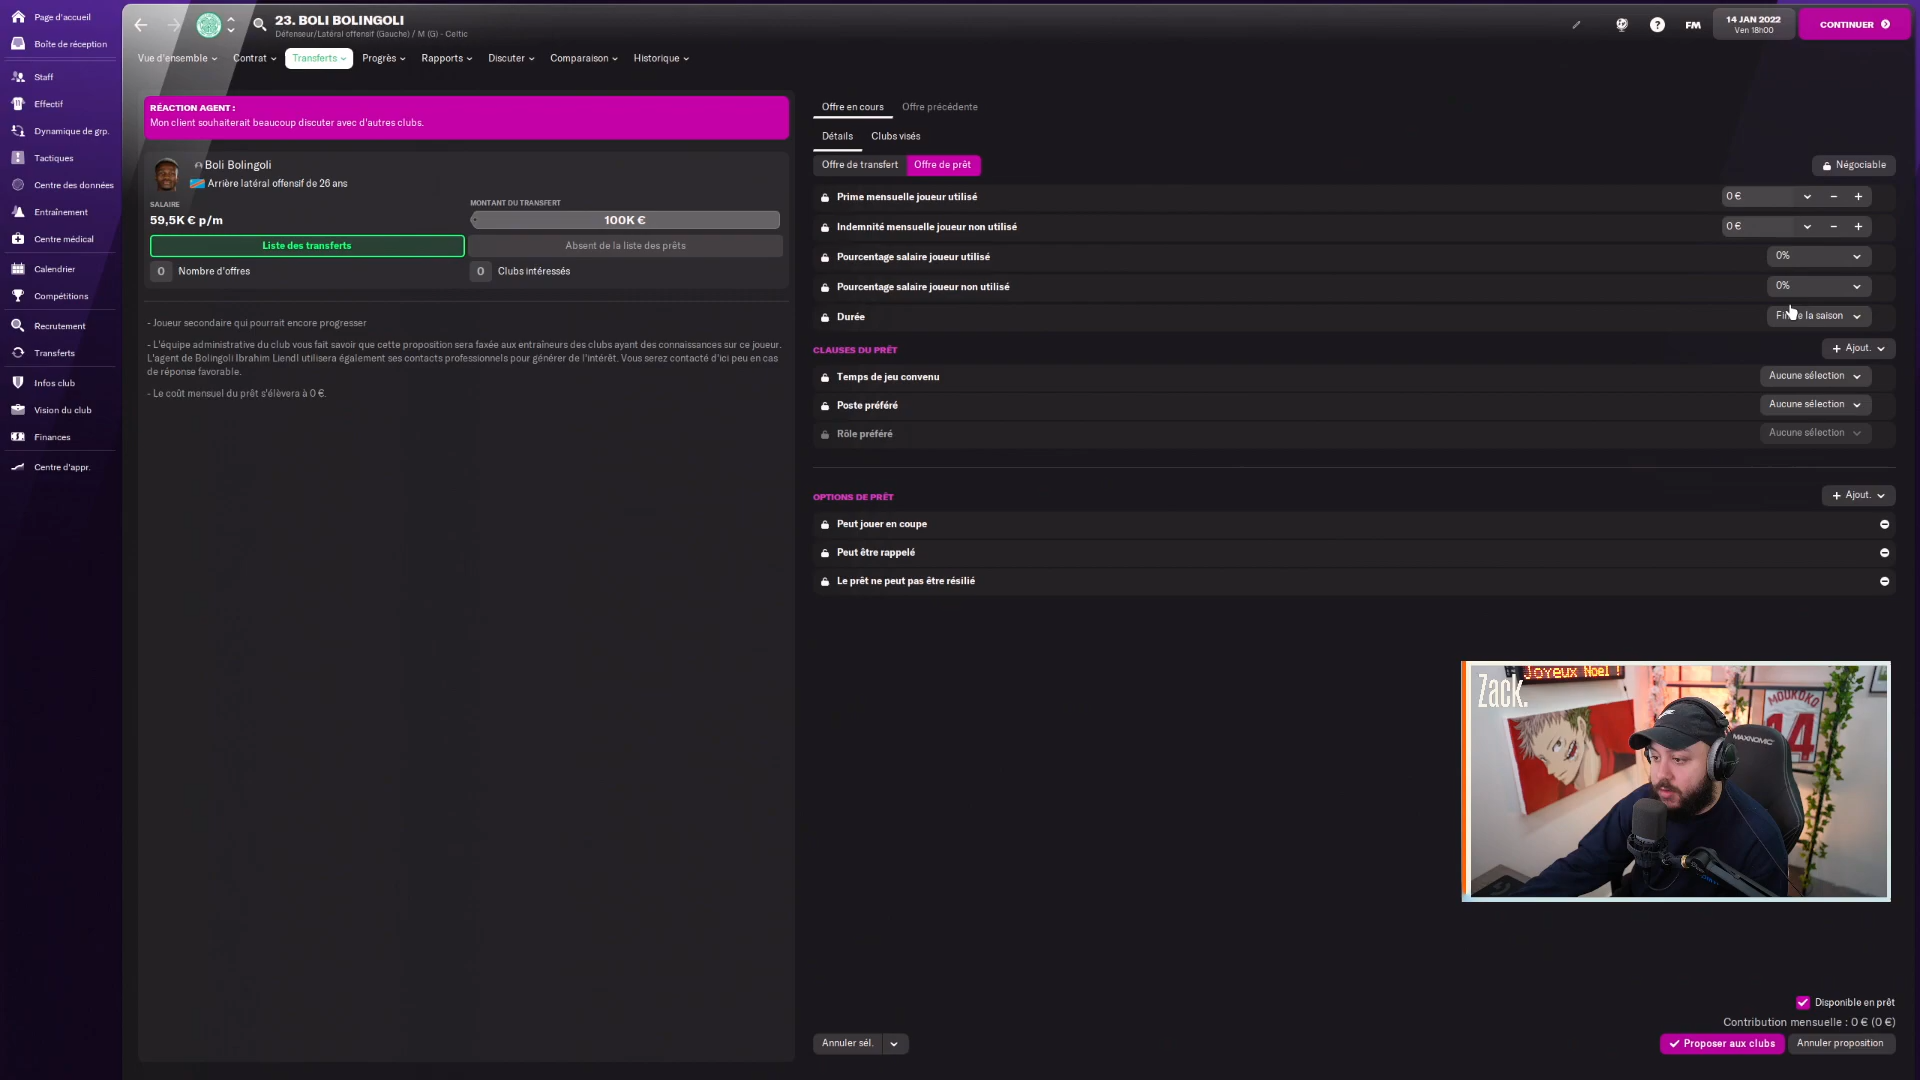 Page d'accueil
Boîte de réception
Staff
Effectif
Dynamique de grp.
Tactiques
Centre des données
Entraînement
Centre médical
Calendrier
Compétitions
Recrutement
Transferts
Infos club
Vision du club
Finances
Centre d'appr.
23. BOLI BOLINGOLI
Défenseur/Latéral offensif (Gauche) / M (G) - Celtic
FM
14 JAN 2022
Ven 18h00
CONTINUER
Vue d'ensemble
Contrat
Transferts
Progrès
Rapports
Discuter
Comparaison
Historique
RÉACTION AGENT :
Mon client souhaiterait beaucoup discuter avec d'autres clubs.
Boli Bolingoli
Arrière latéral offensif de 26 ans
SALAIRE
59,5K € p/m
MONTANT DU TRANSFERT
100K €
Liste des transferts
Absent de la liste des prêts
0 Nombre d'offres
0 Clubs intéressés
- Joueur secondaire qui pourrait encore progresser
- L'équipe administrative du club vous fait savoir que cette proposition sera faxée aux entraîneurs des clubs ayant des connaissances sur ce joueur.
L'agent de Bolingoli Ibrahim Liendl utilisera également ses contacts professionnels pour générer de l'intérêt. Vous serez contacté d'ici peu en cas
de réponse favorable.
- Le coût mensuel du prêt s'élèvera à 0 €.
Offre en cours
Offre précédente
Détails
Clubs visés
Offre de transfert
Offre de prêt
Négociable
Prime mensuelle joueur utilisé
0 €
Indemnité mensuelle joueur non utilisé
0 €
Pourcentage salaire joueur utilisé
0%
Pourcentage salaire joueur non utilisé
0%
Durée
la saison
CLAUSES DU PRÊT
Ajout.
Temps de jeu convenu
Aucune sélection
Poste préféré
Aucune sélection
Rôle préféré
Aucune sélection
OPTIONS DE PRÊT
Ajout.
Peut jouer en coupe
Peut être rappelé
Le prêt ne peut pas être résilié
Zack.
Joyeux Noel !
MOUKOKO
MAXNOMIC
Disponible en prêt
Contribution mensuelle : 0 € (0 €)
Annuler sél.
Proposer aux clubs
Annuler proposition